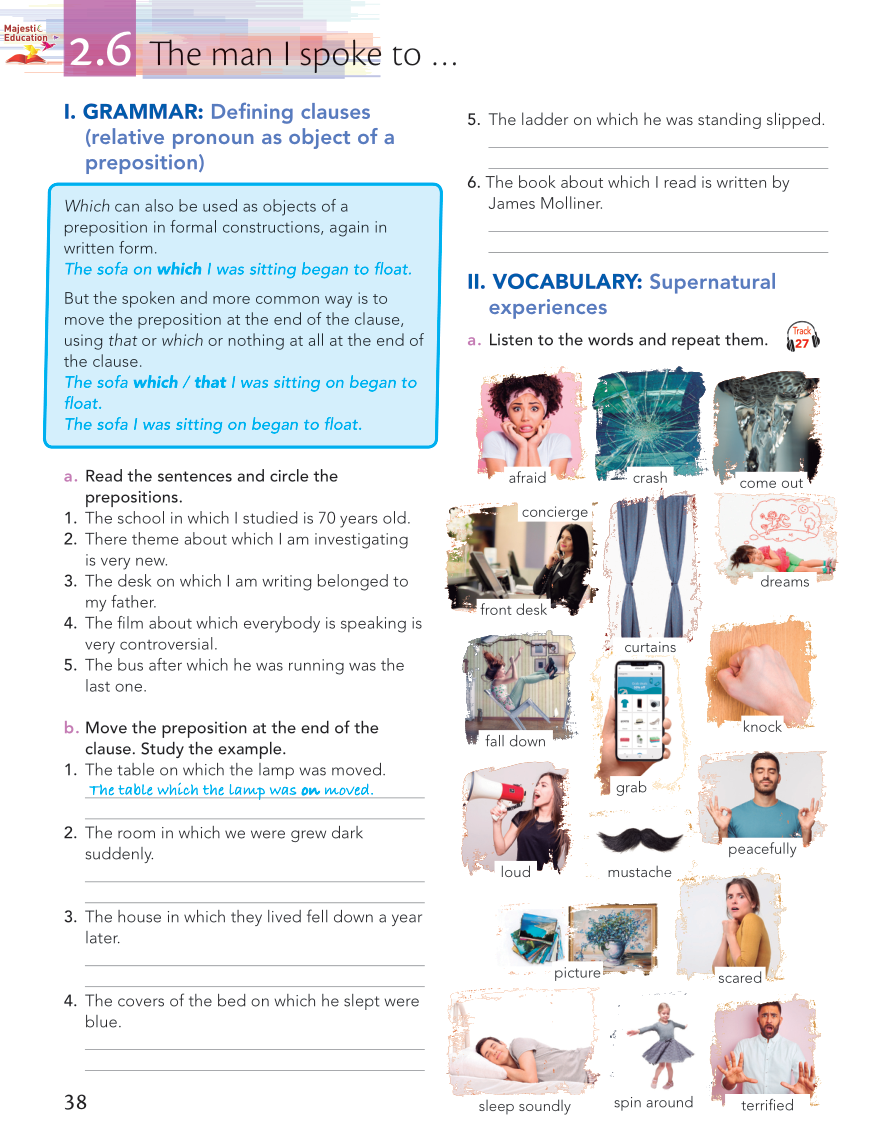 Majestic
Education
2.6 The man I spoke to ...
I. GRAMMAR: Defining clauses
(relative pronoun as object of a
preposition)
Which can also be used as objects of a
preposition in formal constructions, again in
written form.
The sofa on which I was sitting began to float.
But the spoken and more common way is to
move the preposition at the end of the clause,
using that or which or nothing at all at the end of
the clause.
The sofa which / that I was sitting on began to
float.
The sofa I was sitting on began to float.
a. Read the sentences and circle the
prepositions.
1. The school in which I studied is 70 years old.
2. There theme about which I am investigating
is very new.
3. The desk on which I am writing belonged to
my father.
4. The film about which everybody is speaking is
very controversial.
5. The bus after which he was running was the
last one.
b. Move the preposition at the end of the
clause. Study the example.
1. The table on which the lamp was moved.
The table which the lamp was on moved.
2. The room in which we were grew dark
suddenly.
3. The house in which they lived fell down a year
later.
4. The covers of the bed on which he slept were
blue.
38
5. The ladder on which he was standing slipped.
6. The book about which I read is written by
James Molliner.
II. VOCABULARY: Supernatural
experiences
a. Listen to the words and repeat them.
Track
27
afraid
crash
come out
concierge
front desk
curtains
dreams
fall down
grab
knock
loud
mustache
peacefully
picture
scared
sleep soundly
spin around
terrified